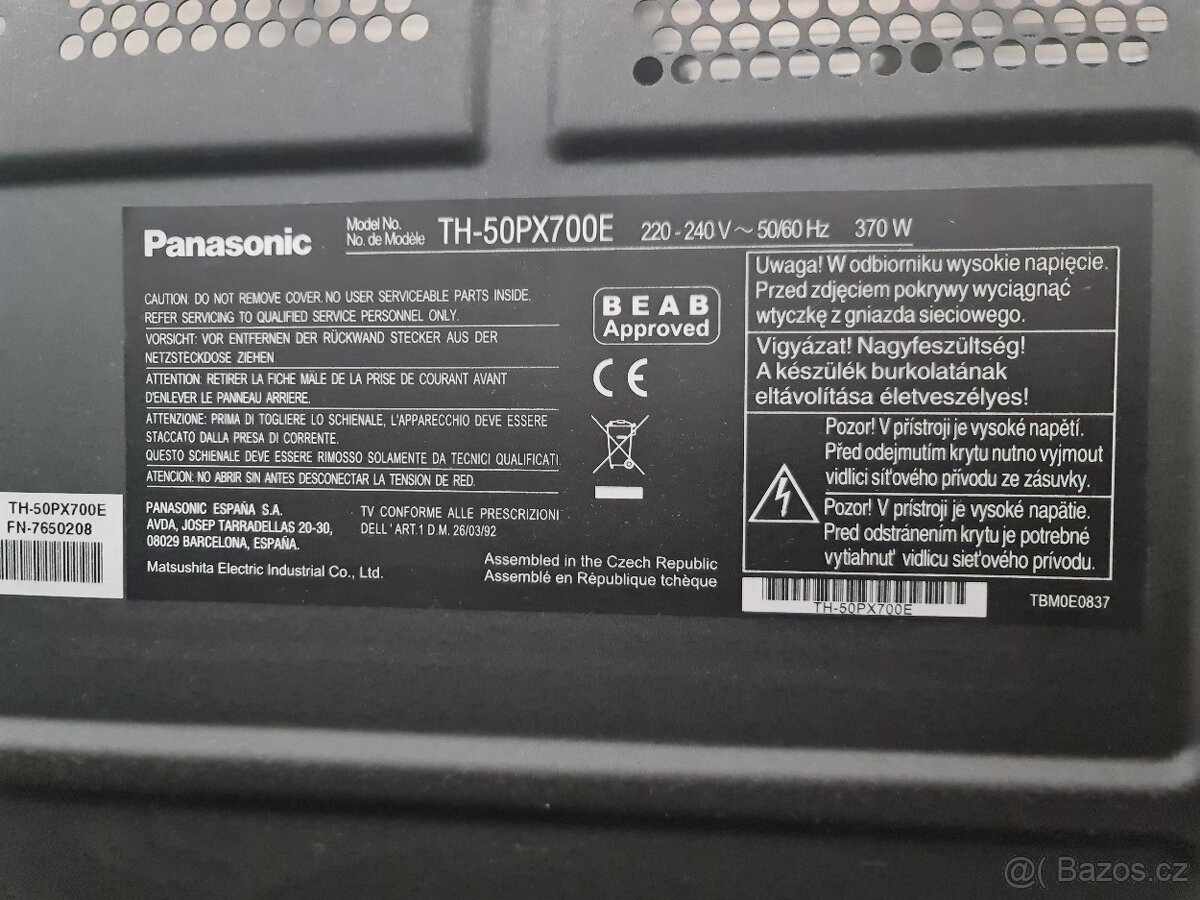 Panasonic
Model No.
No. de Modèle
TH-50PX700E
220 - 240 V ~ 50/60 Hz 370 W
CAUTION: DO NOT REMOVE COVER. NO USER SERVICEABLE PARTS INSIDE.
REFER SERVICING TO QUALIFIED SERVICE PERSONNEL ONLY.
VORSICHT: VOR ENTFERNEN DER RÜCKWAND STECKER AUS DER
NETZSTECKDOSE ZIEHEN
ATTENTION: RETIRER LA FICHE MÂLE DE LA PRISE DE COURANT AVANT
D'ENLEVER LE PANNEAU ARRIERE.
ATTENZIONE: PRIMA DI TOGLIERE LO SCHIENALE, L'APPARECCHIO DEVE ESSERE
STACCATO DALLA PRESA DI CORRENTE.
QUESTO SCHIENALE DEVE ESSERE RIMOSSO SOLAMENTE DA TECNICI QUALIFICATI.
ATENCION: NO ABRIR SIN ANTES DESCONECTAR LA TENSION DE RED.
PANASONIC ESPAÑA S.A.
AVDA, JOSEP TARRADELLAS 20-30,
08029 BARCELONA, ESPAÑA.
TV CONFORME ALLE PRESCRIZIONI
DELL'ART.1 D.M. 26/03/92
Matsushita Electric Industrial Co., Ltd.
Assembled in the Czech Republic
Assemblé en République tchèque
BEAB
Approved
CE
Uwaga! W odbiorniku wysokie napięcie.
Przed zdjęciem pokrywy wyciągnąć
wtyczkę z gniazda sieciowego.
Vigyázat! Nagyfeszültség!
A készülék burkolatának
eltávolítása életveszélyes!
Pozor! V přístroji je vysoké napětí.
Před odejmutím krytu nutno vyjmout
vidlici síťového přívodu ze zásuvky.
Pozor! V prístroji je vysoké napätie.
Pred odstránením krytu je potrebné
vytiahnuť vidlicu sieťového prívodu.
TH-50PX700E
TBM0E0837
TH-50PX700E
FN-7650208
@( Bazos.cz